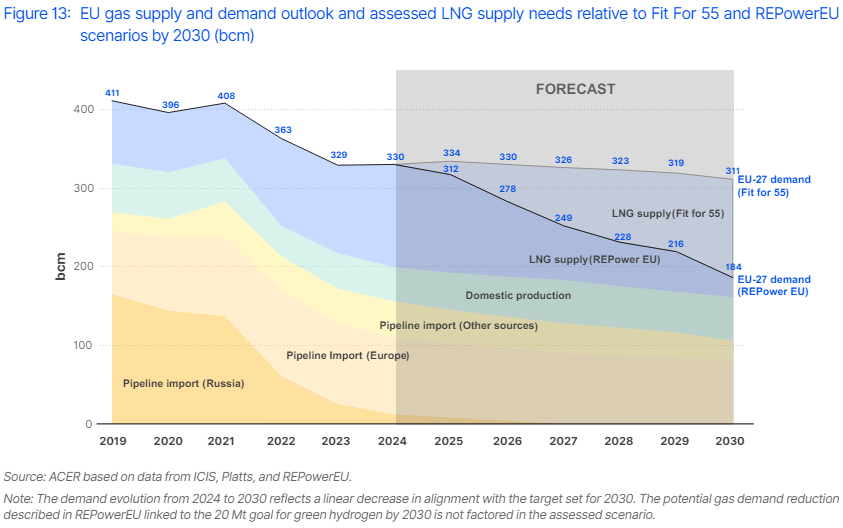 Figure 13: EU gas supply and demand outlook and assessed LNG supply needs relative to Fit For 55 and REPowerEU
scenarios by 2030 (bcm)
FORECAST
411
396
408
363
329
330
334
330
326
323
319
311
312
278
249
228
216
184
EU-27 demand
(Fit for 55)
EU-27 demand
(REPower EU)
LNG supply(Fit for 55)
LNG supply(REPower EU)
Domestic production
Pipeline import (Other sources)
Pipeline Import (Europe)
Pipeline import (Russia)
bcm
400
300
200
100
0
2019 2020 2021 2022 2023 2024 2025 2026 2027 2028 2029 2030
Source: ACER based on data from ICIS, Platts, and REPowerEU.
Note: The demand evolution from 2024 to 2030 reflects a linear decrease in alignment with the target set for 2030. The potential gas demand reduction
described in REPowerEU linked to the 20 Mt goal for green hydrogen by 2030 is not factored in the assessed scenario.